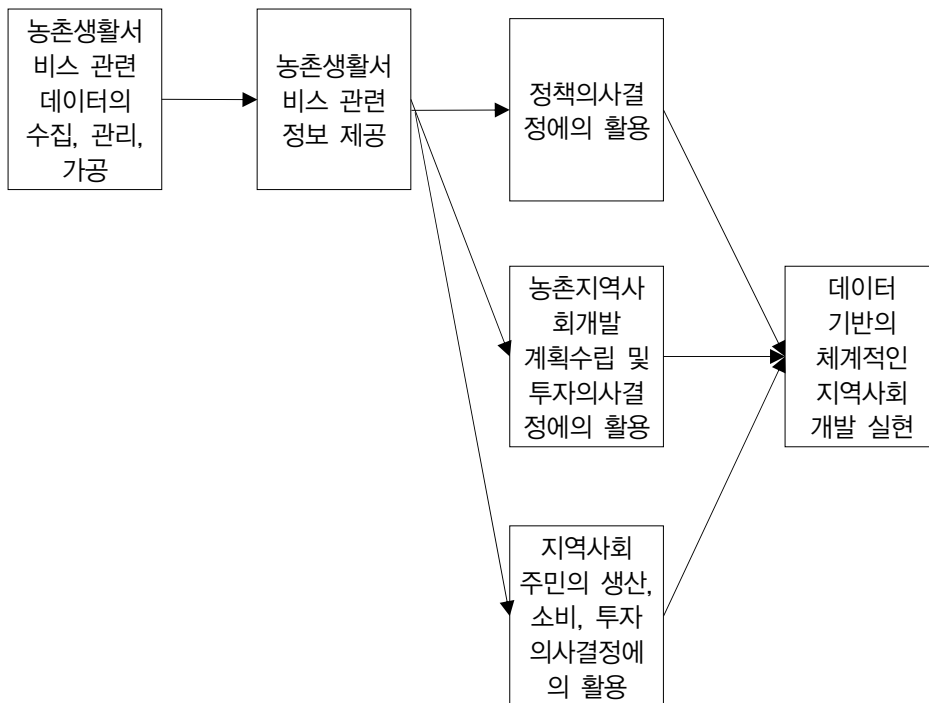 농촌생활서
비스 관련
데이터의
수집, 관리,
가공
농촌생활서
비스 관련
정보 제공
정책의사결
정에의 활용
농촌지역사
회개발
계획수립 및
투자의사결
정에의 활용
지역사회
주민의 생산,
소비, 투자
의사결정에
의 활용
데이터
기반의
체계적인
지역사회
개발 실현